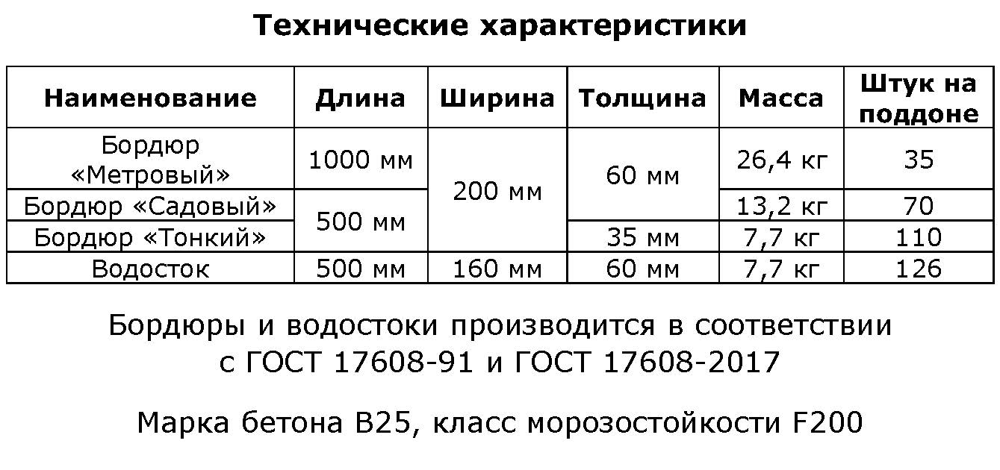 Технические характеристики
Наименование Длина Ширина Толщина Масса Штук на поддоне
Бордюр
«Метровый» 1000 мм 200 мм 60 мм 26,4 кг 35
Бордюр «Садовый» 500 мм 13,2 кг 70
Бордюр «Тонкий» 35 мм 7,7 кг 110
Водосток 500 мм 160 мм 60 мм 7,7 кг 126
Бордюры и водостоки производится в соответствии
с ГОСТ 17608-91 и ГОСТ 17608-2017
Марка бетона В25, класс морозостойкости F200